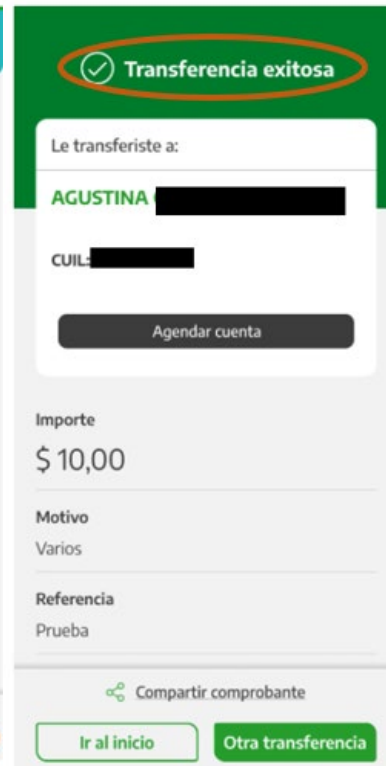 Transferencia exitosa
Le transferiste a:
AGUSTINA
CUIL:
Agendar cuenta
Importe
$ 10,00
Motivo
Varios
Referencia
Prueba
Compartir comprobante
Ir al inicio
Otra transferencia